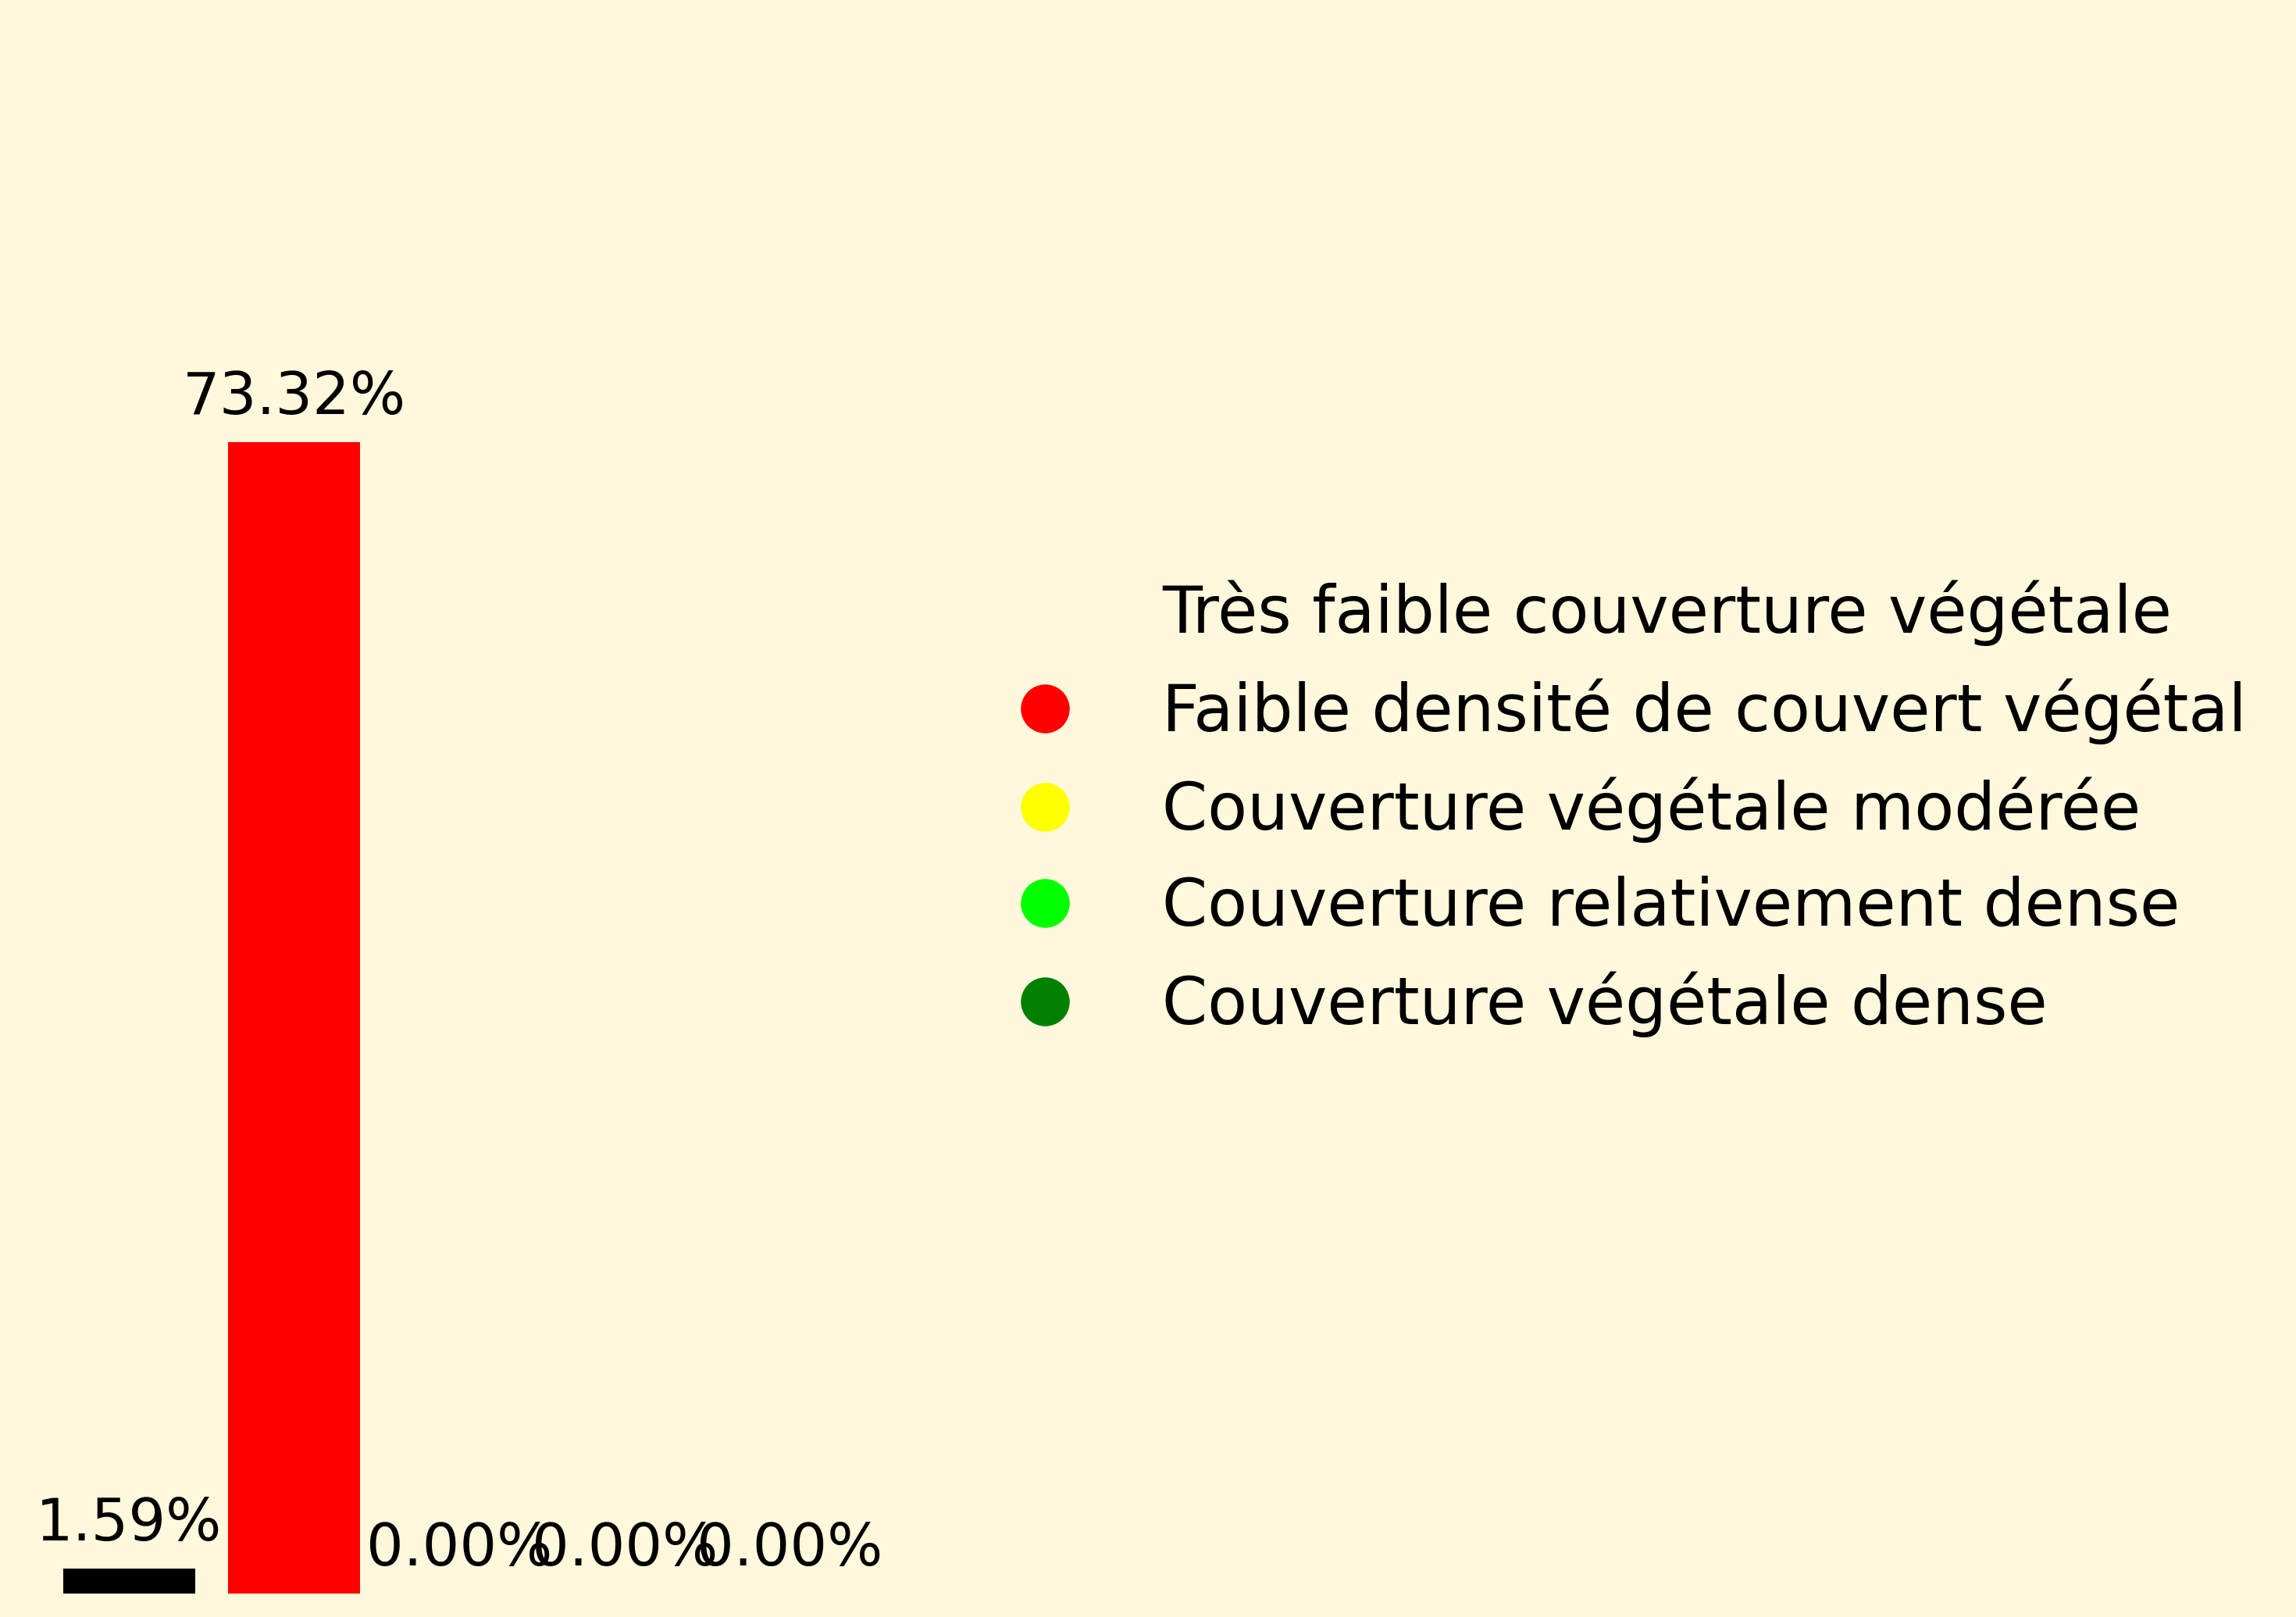 73.32%
Très faible couverture végétale
Faible densité de couvert végétal
Couverture végétale modérée
Couverture relativement dense
Couverture végétale dense
1.59%
0.00% 0.00% 0.00%